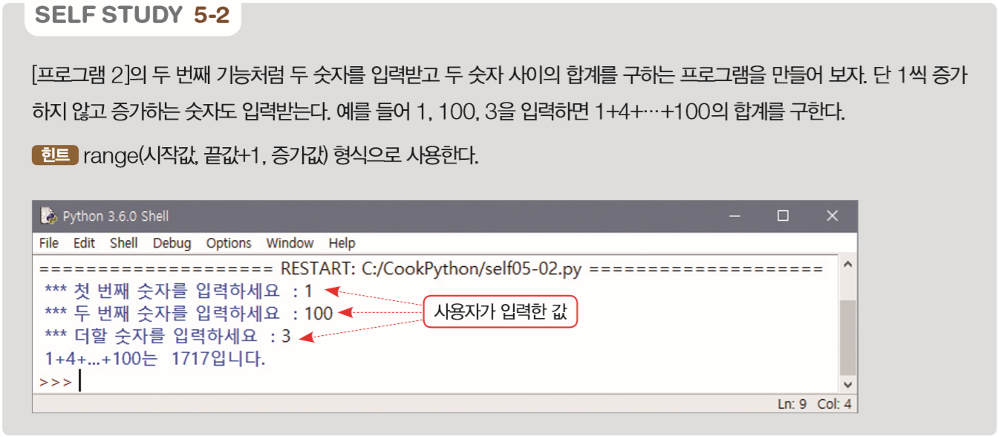 SELF STUDY 5-2
[프로그램 2]의 두 번째 기능처럼 두 숫자를 입력받고 두 숫자 사이의 합계를 구하는 프로그램을 만들어 보자. 단 1씩 증가
하지 않고 증가하는 숫자도 입력받는다. 예를 들어 1, 100, 3을 입력하면 1+4+…+100의 합계를 구한다.
힌트 range(시작값, 끝값+1, 증가값) 형식으로 사용한다.
Python 3.6.0 Shell
File Edit Shell Debug Options Window Help
==================== RESTART: C:/CookPython/self05-02.py ====================
*** 첫 번째 숫자를 입력하세요 : 1
*** 두 번째 숫자를 입력하세요 : 100
사용자가 입력한 값
*** 더할 숫자를 입력하세요 : 3
1+4+...+100는 1717입니다.
>>>
Ln: 9 Col: 4